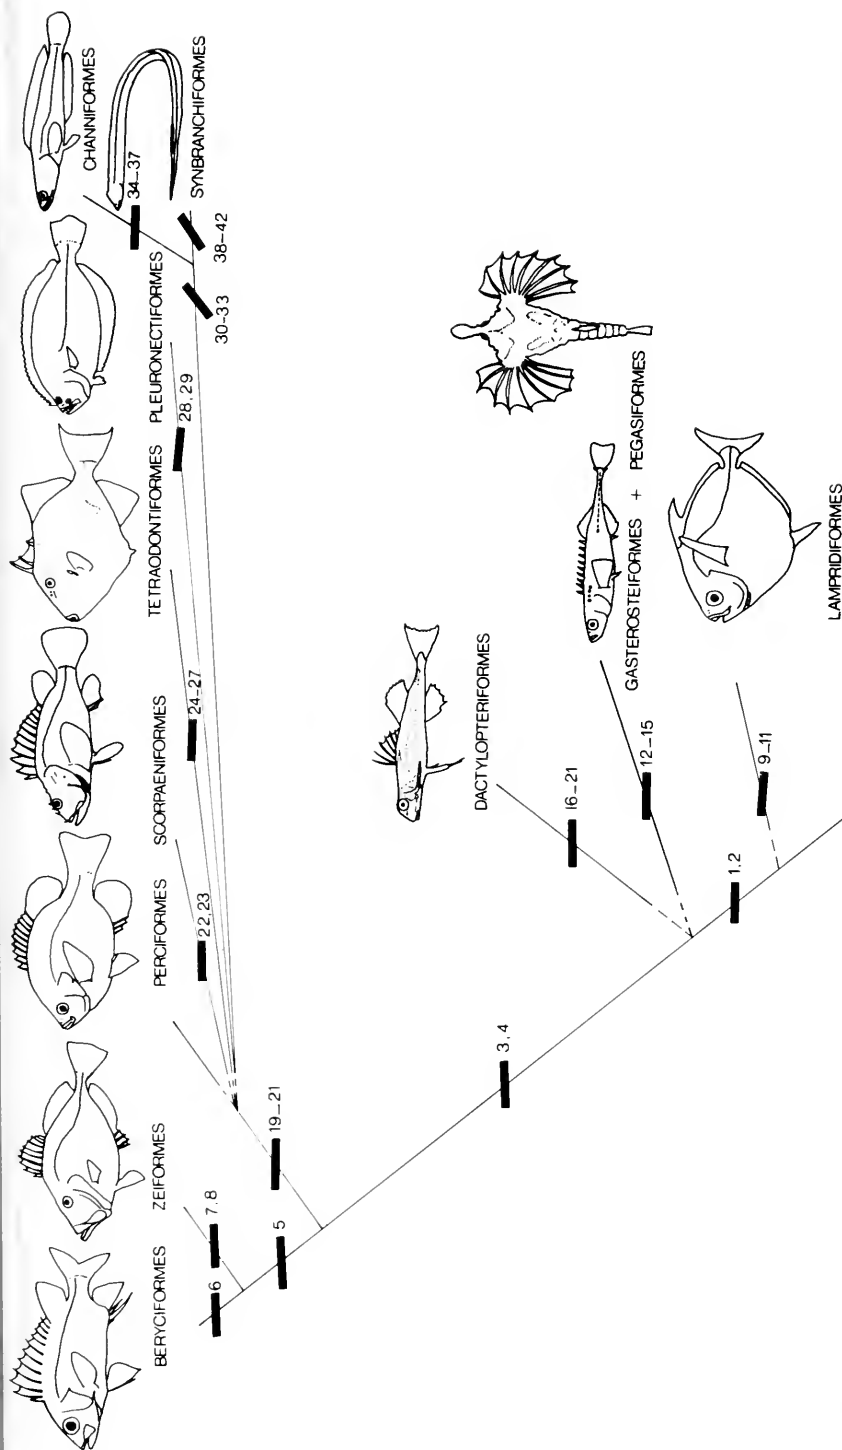 BERYCIFORMES
ZEIFORMES
PERCIFORMES
SCORPAENIFORMES
TETRAODONTIFORMES
PLEURONECTIFORMES
CHANNIFORMES
SYNBRANCHIFORMES
6
7,8
5
19–21
22,23
24–27
28,29
30–33
34–37
38–42
3,4
DACTYLOPTERIFORMES
16–21
GASTEROSTEIFORMES + PEGASIFORMES
12–15
LAMPRIDIFORMES
9–11
1,2